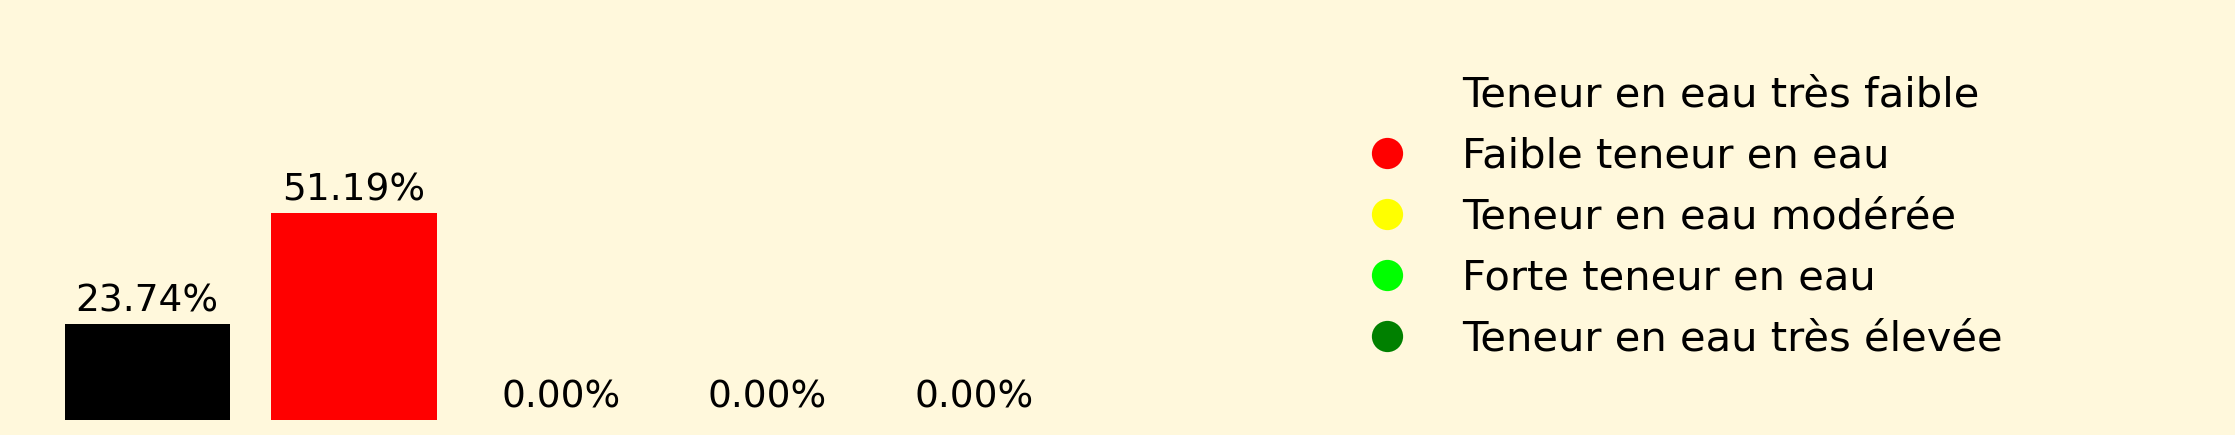 23.74%
51.19%
0.00%
0.00%
0.00%
Teneur en eau très faible
Faible teneur en eau
Teneur en eau modérée
Forte teneur en eau
Teneur en eau très élevée